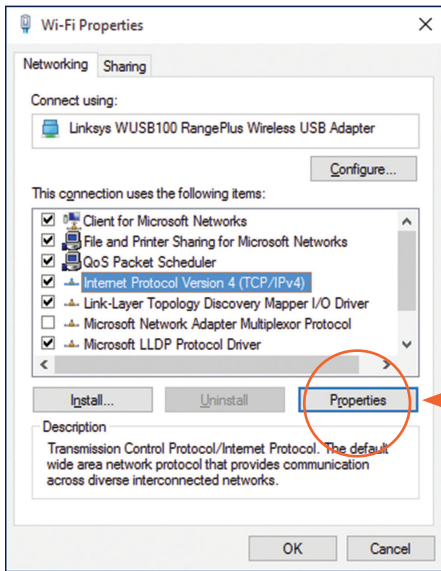 Wi-Fi Properties
Networking Sharing
Connect using:
Linksys WUSB100 RangePlus Wireless USB Adapter
Configure...
This connection uses the following items:
Client for Microsoft Networks
File and Printer Sharing for Microsoft Networks
QoS Packet Scheduler
Internet Protocol Version 4 (TCP/IPv4)
Link-Layer Topology Discovery Mapper I/O Driver
Microsoft Network Adapter Multiplexor Protocol
Microsoft LLDP Protocol Driver
Install... Uninstall Properties
Description
Transmission Control Protocol/Internet Protocol. The default
wide area network protocol that provides communication
across diverse interconnected networks.
OK Cancel